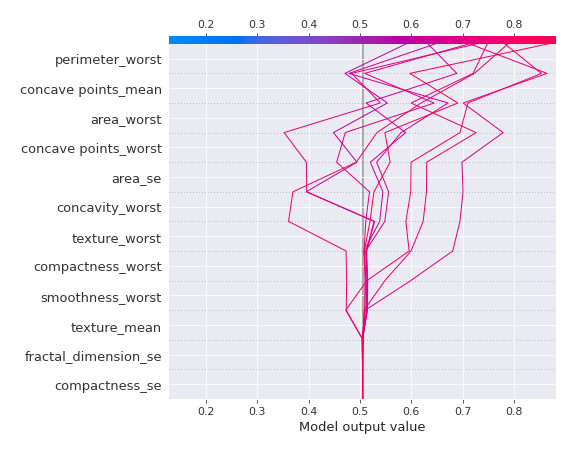 0.2 0.3 0.4 0.5 0.6 0.7 0.8
perimeter_worst
concave points_mean
area_worst
concave points_worst
area_se
concavity_worst
texture_worst
compactness_worst
smoothness_worst
texture_mean
fractal_dimension_se
compactness_se
0.2 0.3 0.4 0.5 0.6 0.7 0.8
Model output value